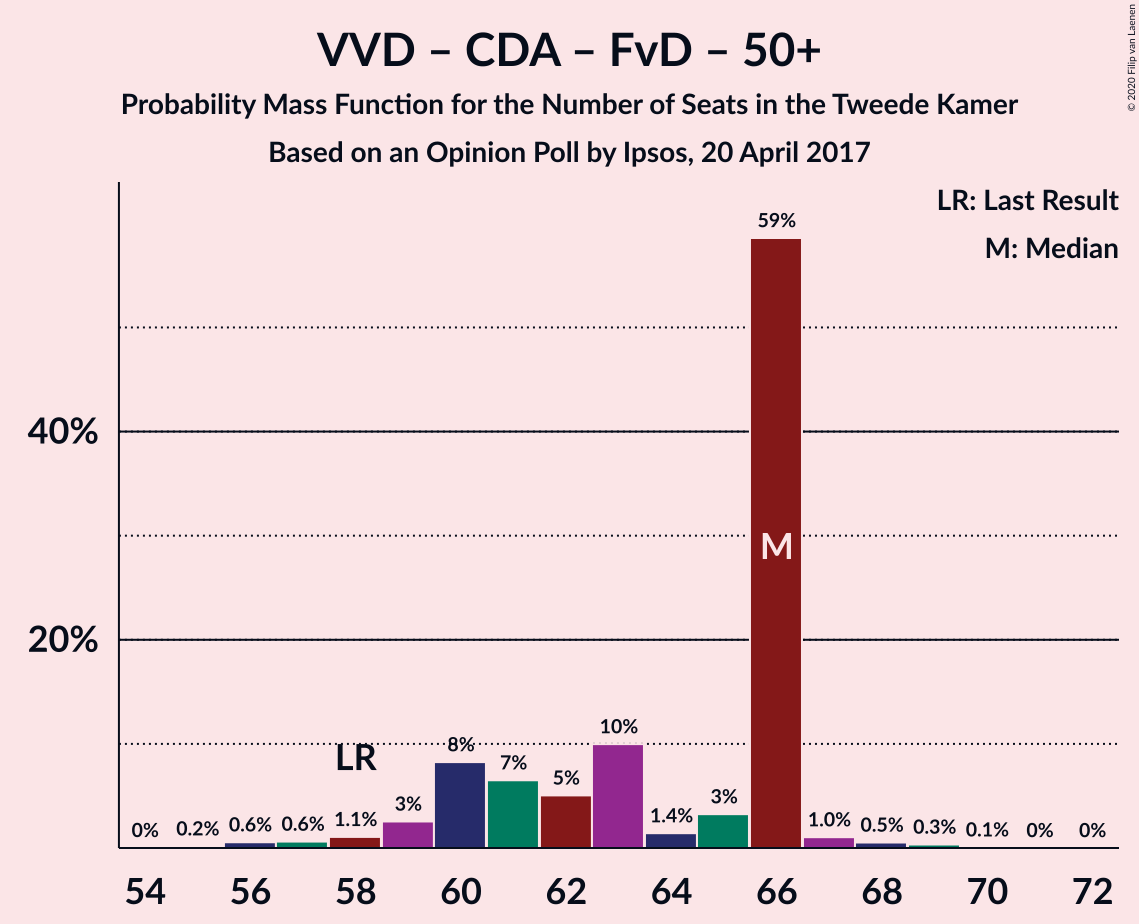 VVD – CDA – FvD – 50+
Probability Mass Function for the Number of Seats in the Tweede Kamer
Based on an Opinion Poll by Ipsos, 20 April 2017
© 2020 Filip van Laenen
LR: Last Result
M: Median
40%
20%
0%
0.2%
0.6%
0.6%
1.1%
LR
3%
8%
7%
5%
10%
1.4%
3%
59%
M
1.0%
0.5%
0.3%
0.1%
0%
0%
54 56 58 60 62 64 66 68 70 72